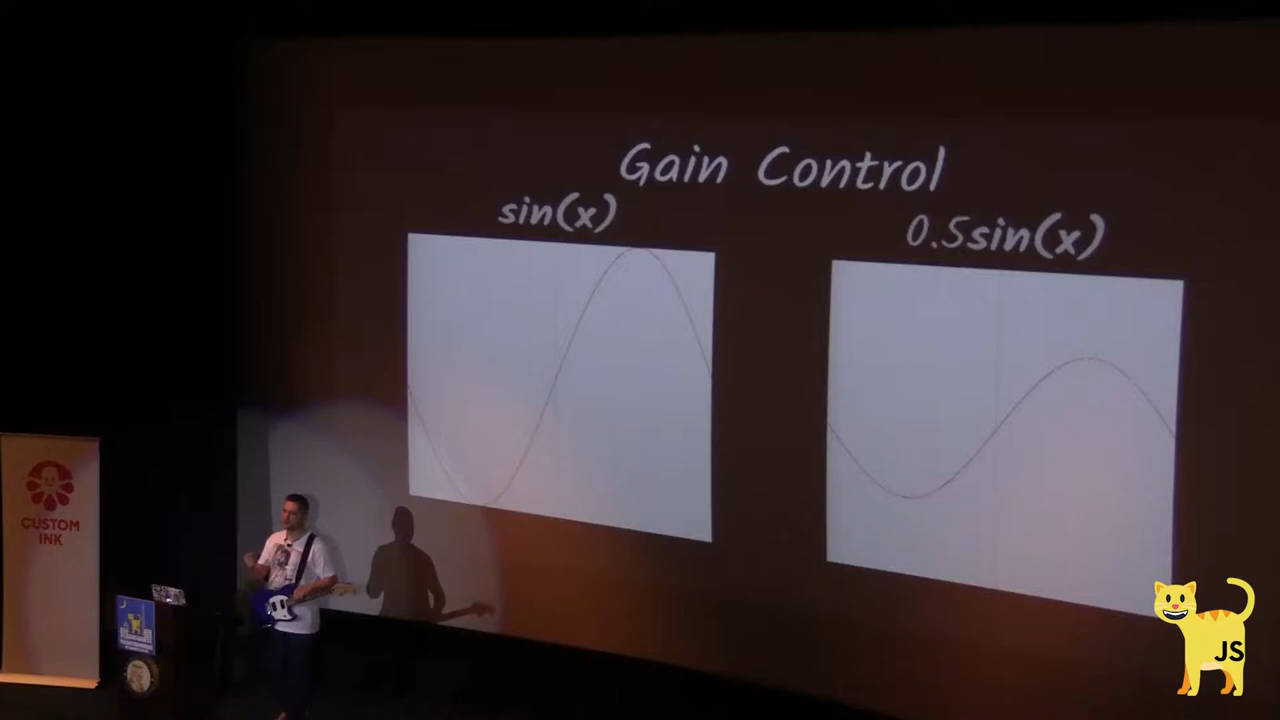 Gain Control
sin(x)
0.5sin(x)
CUSTOM
INK
JS